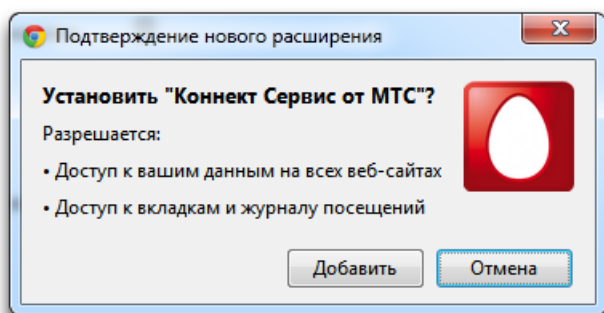 Подтверждение нового расширения
Установить "Коннект Сервис от МТС"?
Разрешается:
• Доступ к вашим данным на всех веб-сайтах
• Доступ к вкладкам и журналу посещений
Добавить
Отмена